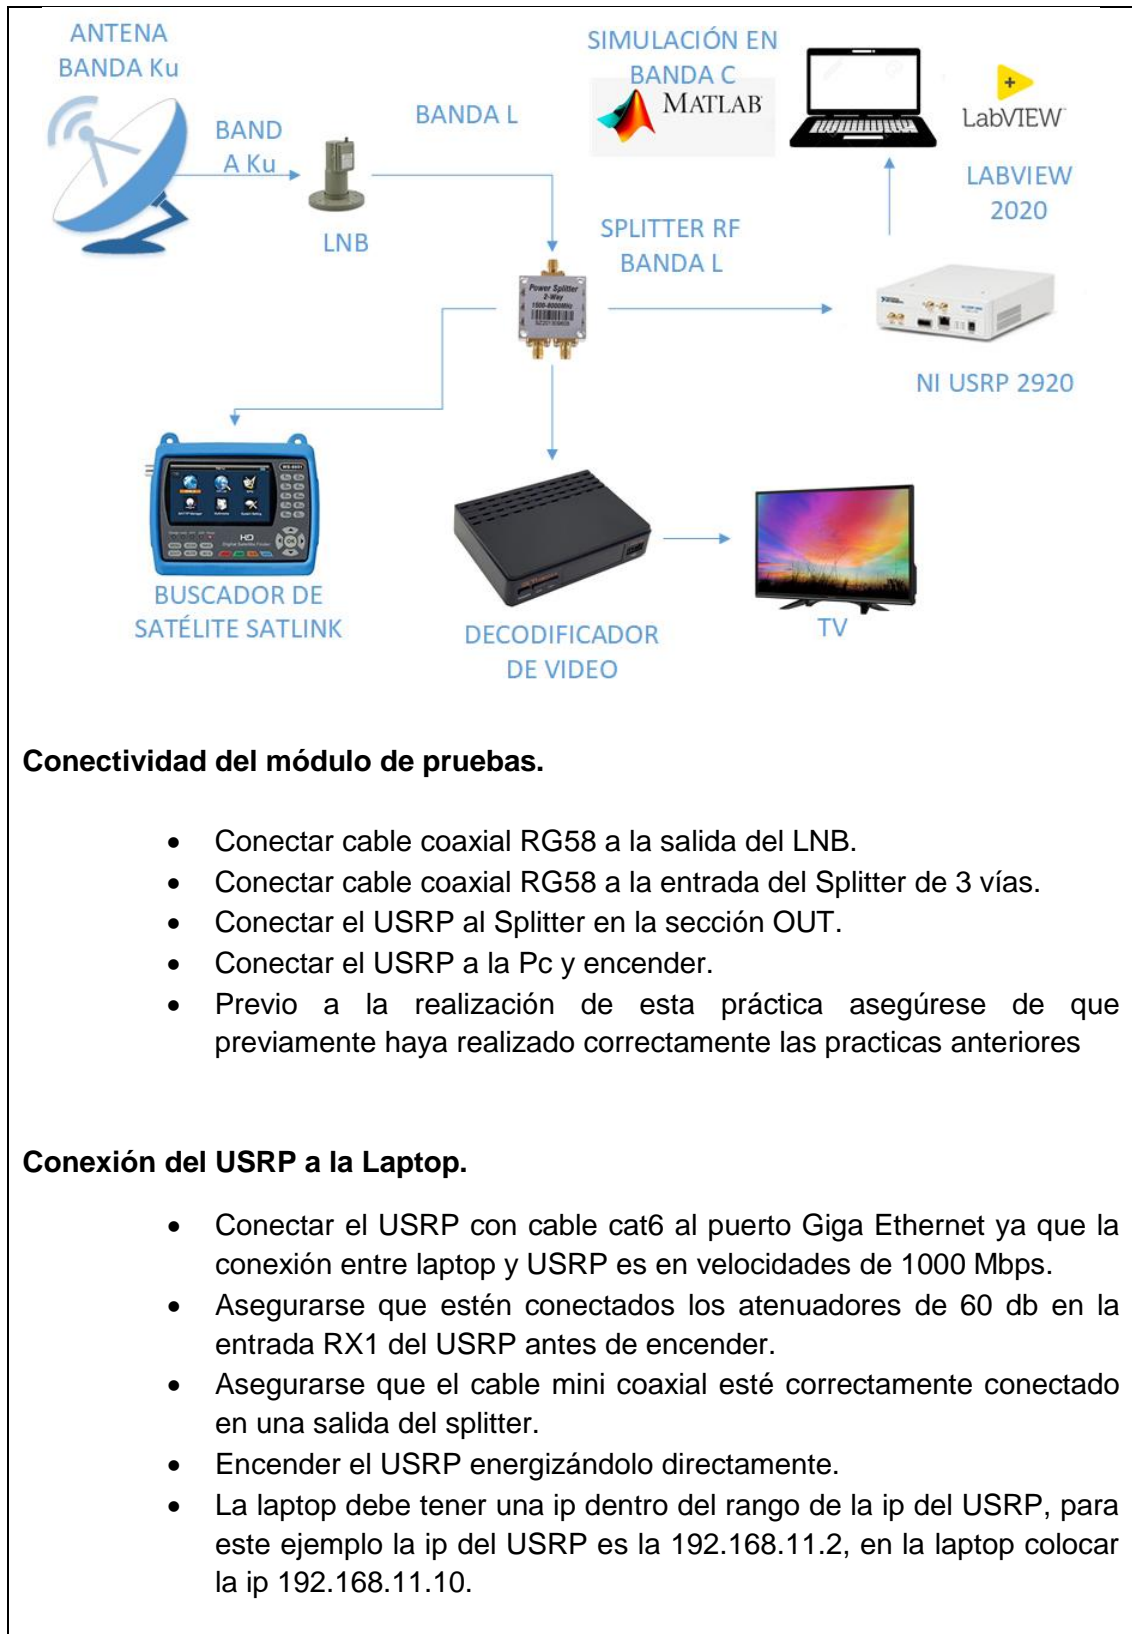 ANTENA
BANDA Ku
BAND
A Ku
LNB
BANDA L
SIMULACIÓN EN
BANDA C
MATLAB
LabVIEW
LABVIEW
2020
SPLITTER RF
BANDA L
Power Splitter
2-Way
1500-8000MHz
NI USRP 2920
HD
Digital Satellite Finder
OK
BUSCADOR DE
SATÉLITE SATLINK
DECODIFICADOR
DE VIDEO
TV
Conectividad del módulo de pruebas.
• Conectar cable coaxial RG58 a la salida del LNB.
• Conectar cable coaxial RG58 a la entrada del Splitter de 3 vías.
• Conectar el USRP al Splitter en la sección OUT.
• Conectar el USRP a la Pc y encender.
• Previo a la realización de esta práctica asegúrese de que
previamente haya realizado correctamente las practicas anteriores
Conexión del USRP a la Laptop.
• Conectar el USRP con cable cat6 al puerto Giga Ethernet ya que la
conexión entre laptop y USRP es en velocidades de 1000 Mbps.
• Asegurarse que estén conectados los atenuadores de 60 db en la
entrada RX1 del USRP antes de encender.
• Asegurarse que el cable mini coaxial esté correctamente conectado
en una salida del splitter.
• Encender el USRP energizándolo directamente.
• La laptop debe tener una ip dentro del rango de la ip del USRP, para
este ejemplo la ip del USRP es la 192.168.11.2, en la laptop colocar
la ip 192.168.11.10.